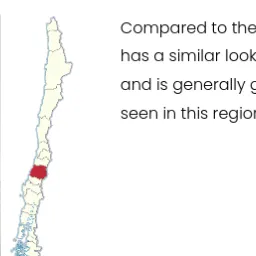 Compared to the
has a similar look
and is generally
seen in this region